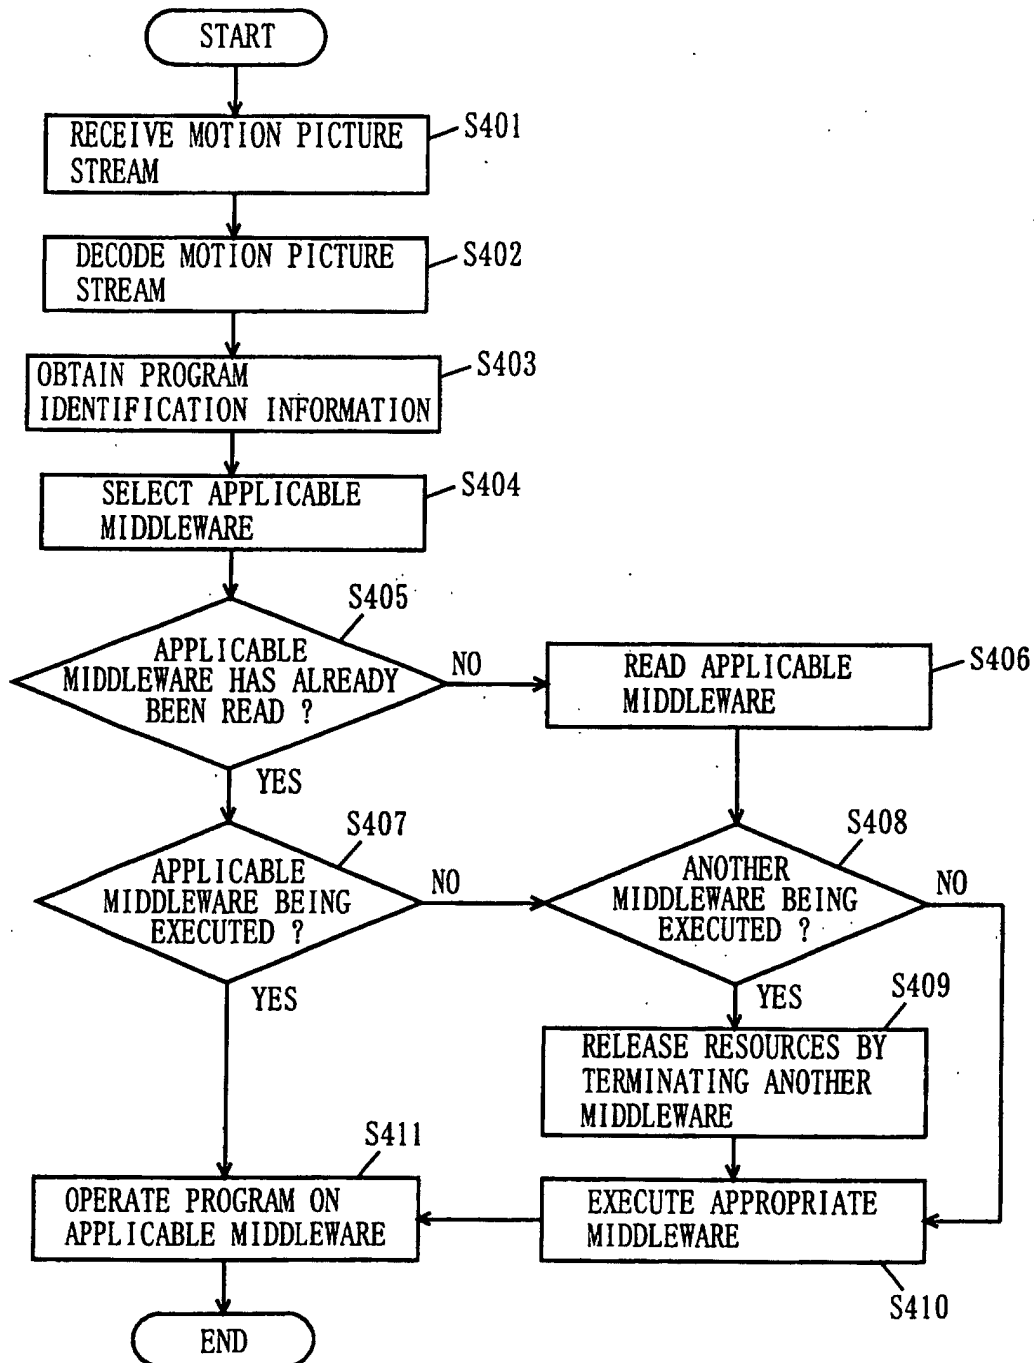 START
RECEIVE MOTION PICTURE
STREAM
S401
DECODE MOTION PICTURE
STREAM
S402
OBTAIN PROGRAM
IDENTIFICATION INFORMATION
S403
SELECT APPLICABLE
MIDDLEWARE
S404
S405
APPLICABLE
MIDDLEWARE HAS ALREADY
BEEN READ ?
NO
YES
READ APPLICABLE
MIDDLEWARE
S406
S407
APPLICABLE
MIDDLEWARE BEING
EXECUTED ?
NO
YES
S408
ANOTHER
MIDDLEWARE BEING
EXECUTED ?
NO
YES
S409
RELEASE RESOURCES BY
TERMINATING ANOTHER
MIDDLEWARE
S411
OPERATE PROGRAM ON
APPLICABLE MIDDLEWARE
EXECUTE APPROPRIATE
MIDDLEWARE
S410
END